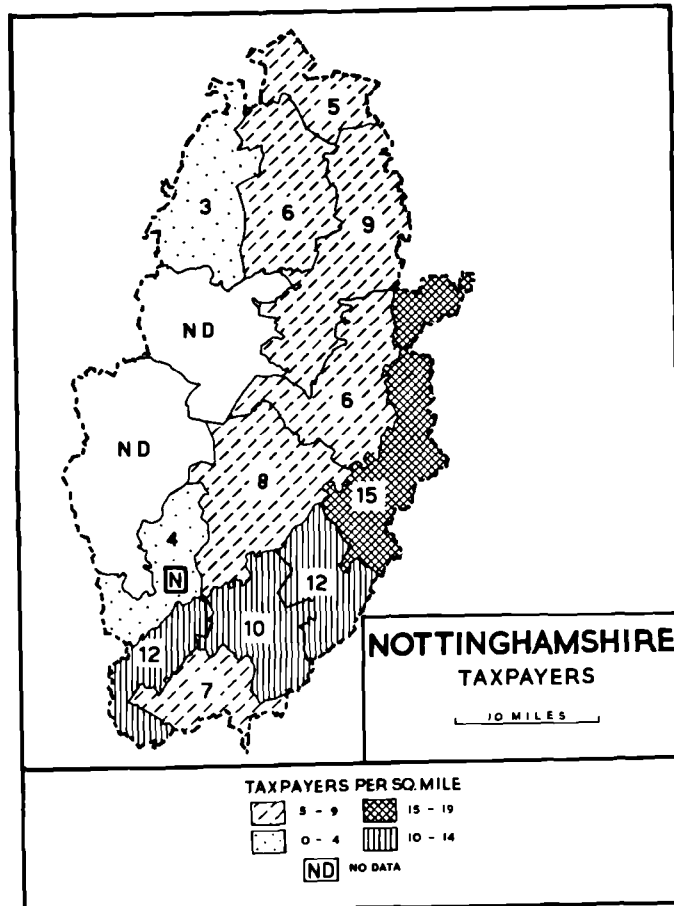 5
3
6
9
ND
6
ND
8
15
4
N
12
10
12
7
NOTTINGHAMSHIRE
TAXPAYERS
10 MILES
TAXPAYERS PER SQ. MILE
5 - 9
15 - 19
0 - 4
10 - 14
ND NO DATA